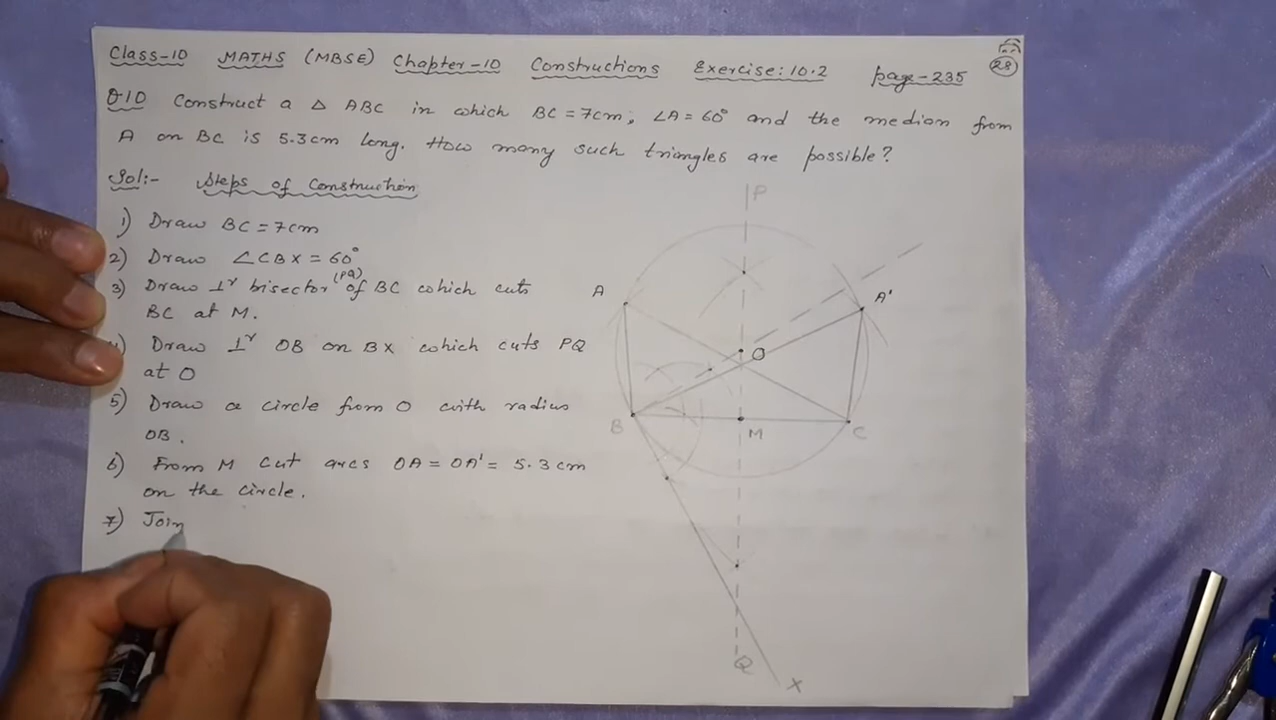 Class-10 MATHS (MBSE) Chapter-10 Constructions Exercise: 10.2 page-235
28
Q.10 Construct a △ ABC in which BC = 7cm, ∠A = 60° and the median from
A on BC is 5.3cm long. How many such triangles are possible?
Sol:- Steps of Construction
1) Draw BC = 7cm
2) Draw ∠CBX = 60°
3) Draw ⊥r bisector (PQ) of BC which cuts
BC at M.
4) Draw ⊥r OB on BX which cuts PQ
at O
5) Draw a circle from O with radius
OB.
6) From M cut arcs OA = OA' = 5.3cm
on the circle.
7) Join
P
A
A'
O
B
M
C
Q
X